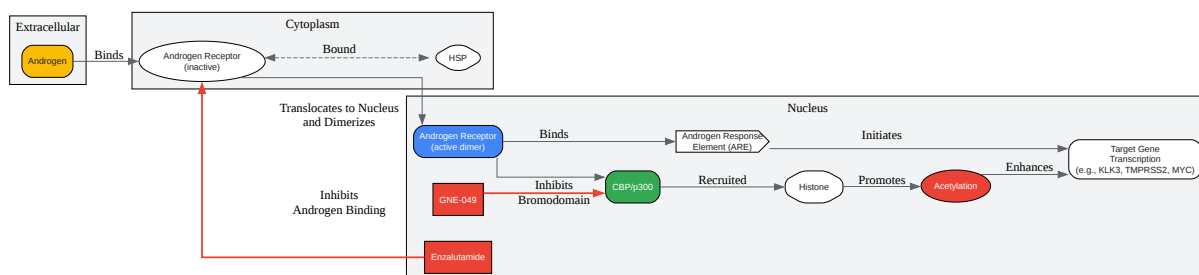 Extracellular
Androgen
Binds
Cytoplasm
Androgen Receptor
(inactive)
Bound
HSP
Translocates to Nucleus
and Dimerizes
Nucleus
Androgen Receptor
(active dimer)
Binds
Androgen Response
Element (ARE)
Initiates
Target Gene
Transcription
(e.g., KLK3, TMPRSS2, MYC)
GNE-049
Inhibits
Bromodomain
CBP/p300
Recruited
Histone
Promotes
Acetylation
Enhances
Inhibits
Androgen Binding
Enzalutamide